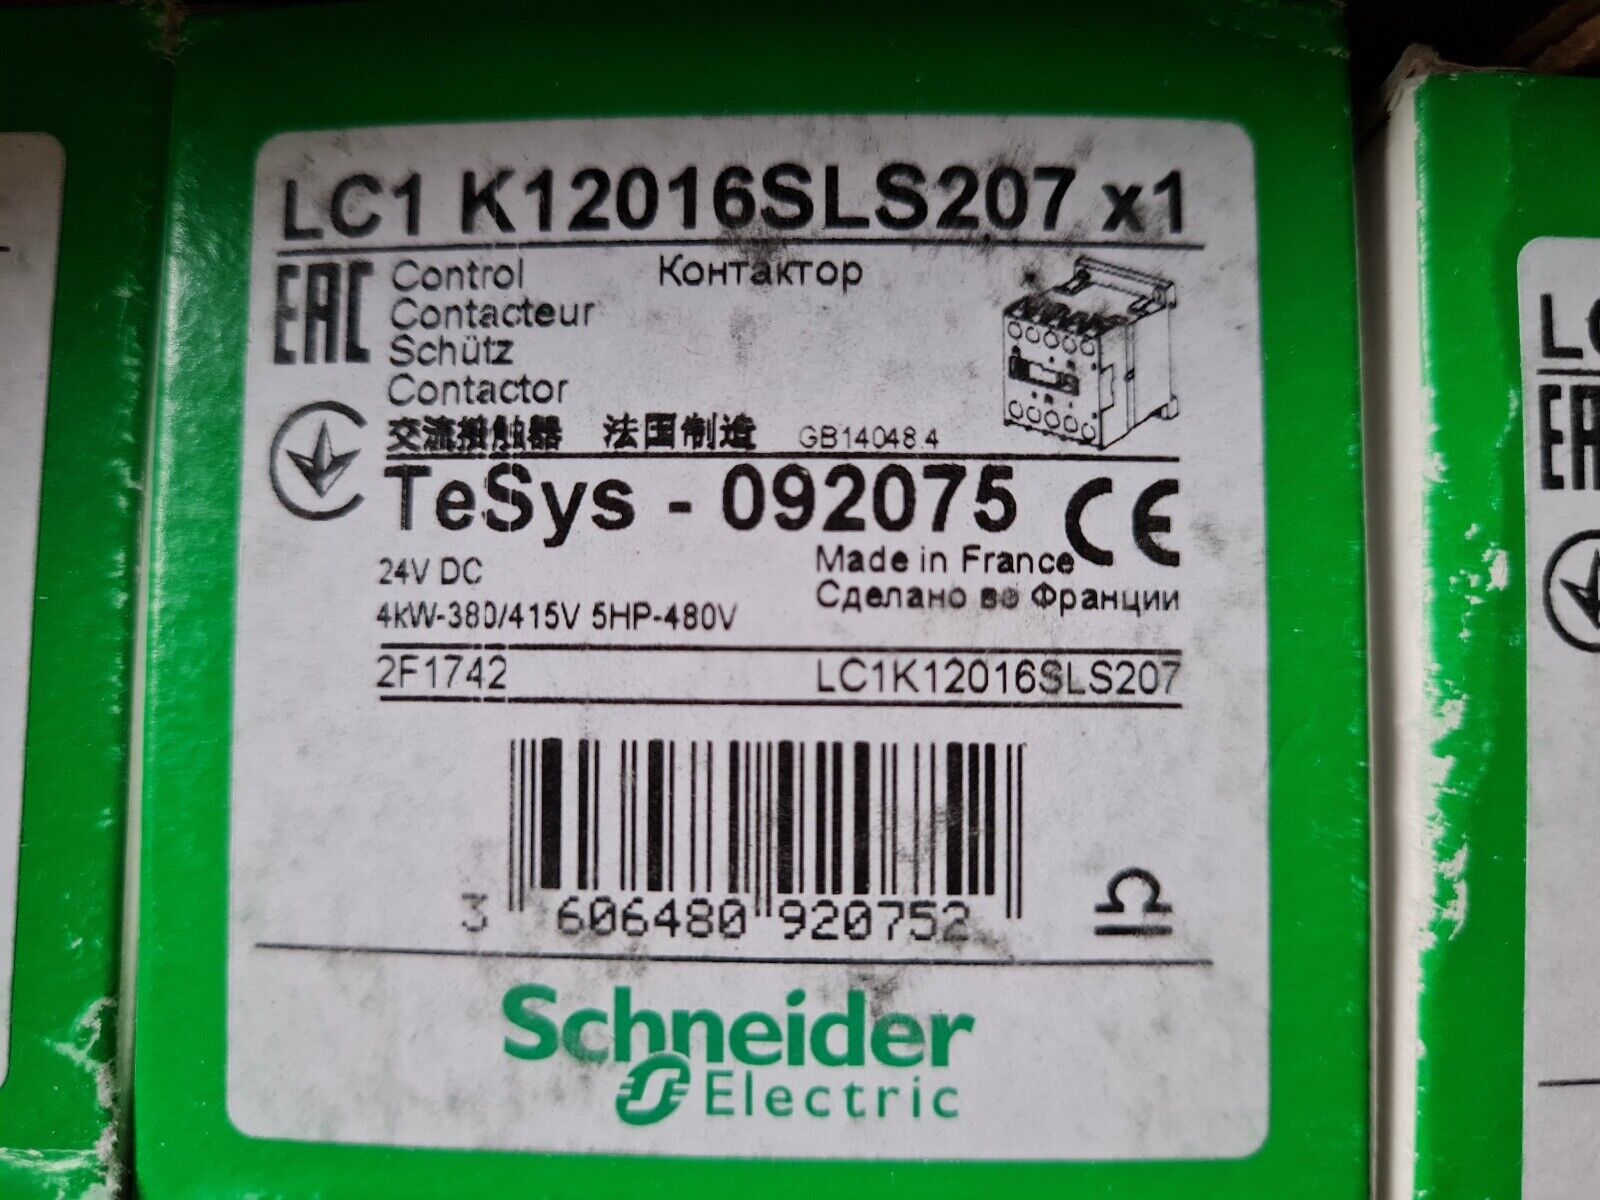 LC1 K12016SLS207 x1
EAC
Control Контактор
Contacteur
Schütz
Contactor
交流接触器 法国制造 GB14048.4
TeSys - 092075 CE
24V DC Made in France
4kW-380/415V 5HP-480V Сделано во Франции
2F1742 LC1K12016SLS207
3 606480 920752
Schneider
Electric